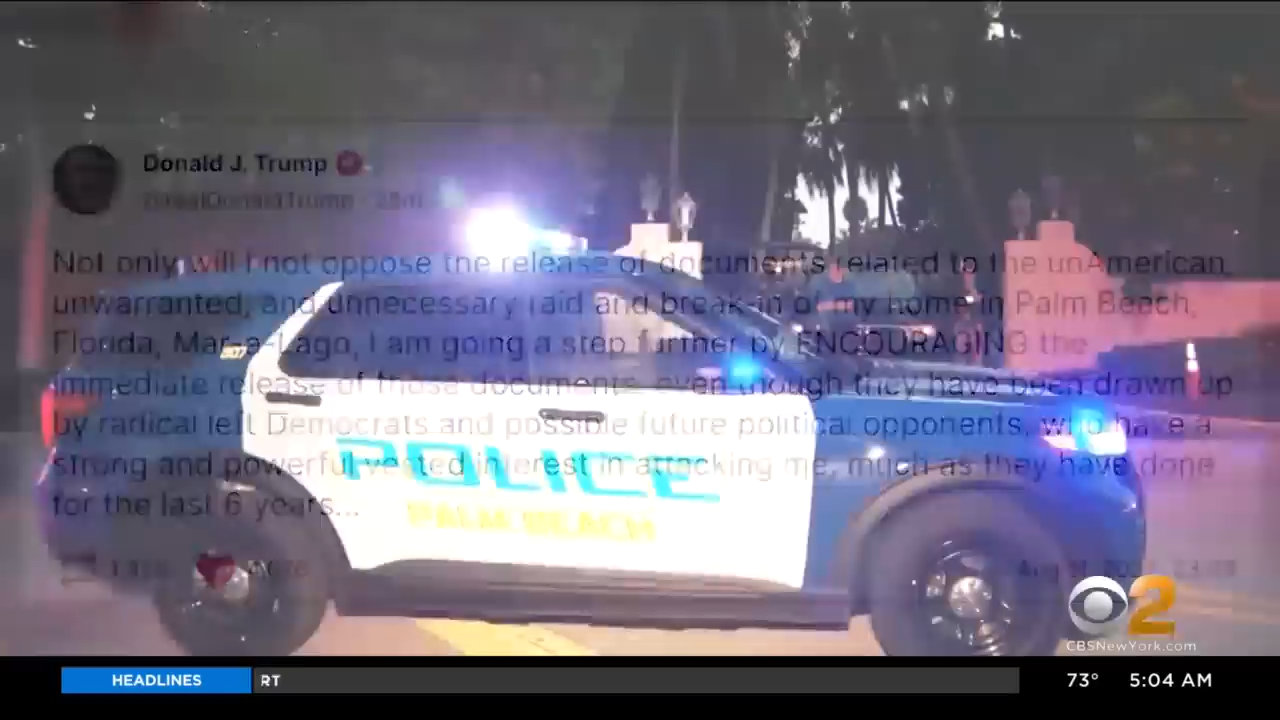 Donald J. Trump
Not only will I not oppose the release of documents related to the unAmerican,
unwarranted, and unnecessary raid and break-in of my home in Palm Beach,
Florida, Mar-a-Lago, I am going a step further by ENCOURAGING the
immediate release of those documents, even though they have been drawn up
by radical left Democrats and possible future political opponents, who have a
strong and powerful vested interest in attacking me, much as they have done
for the last 6 years...
POLICE
PALM BEACH
2
CBSNewYork.com
HEADLINES
RT
73°
5:04 AM